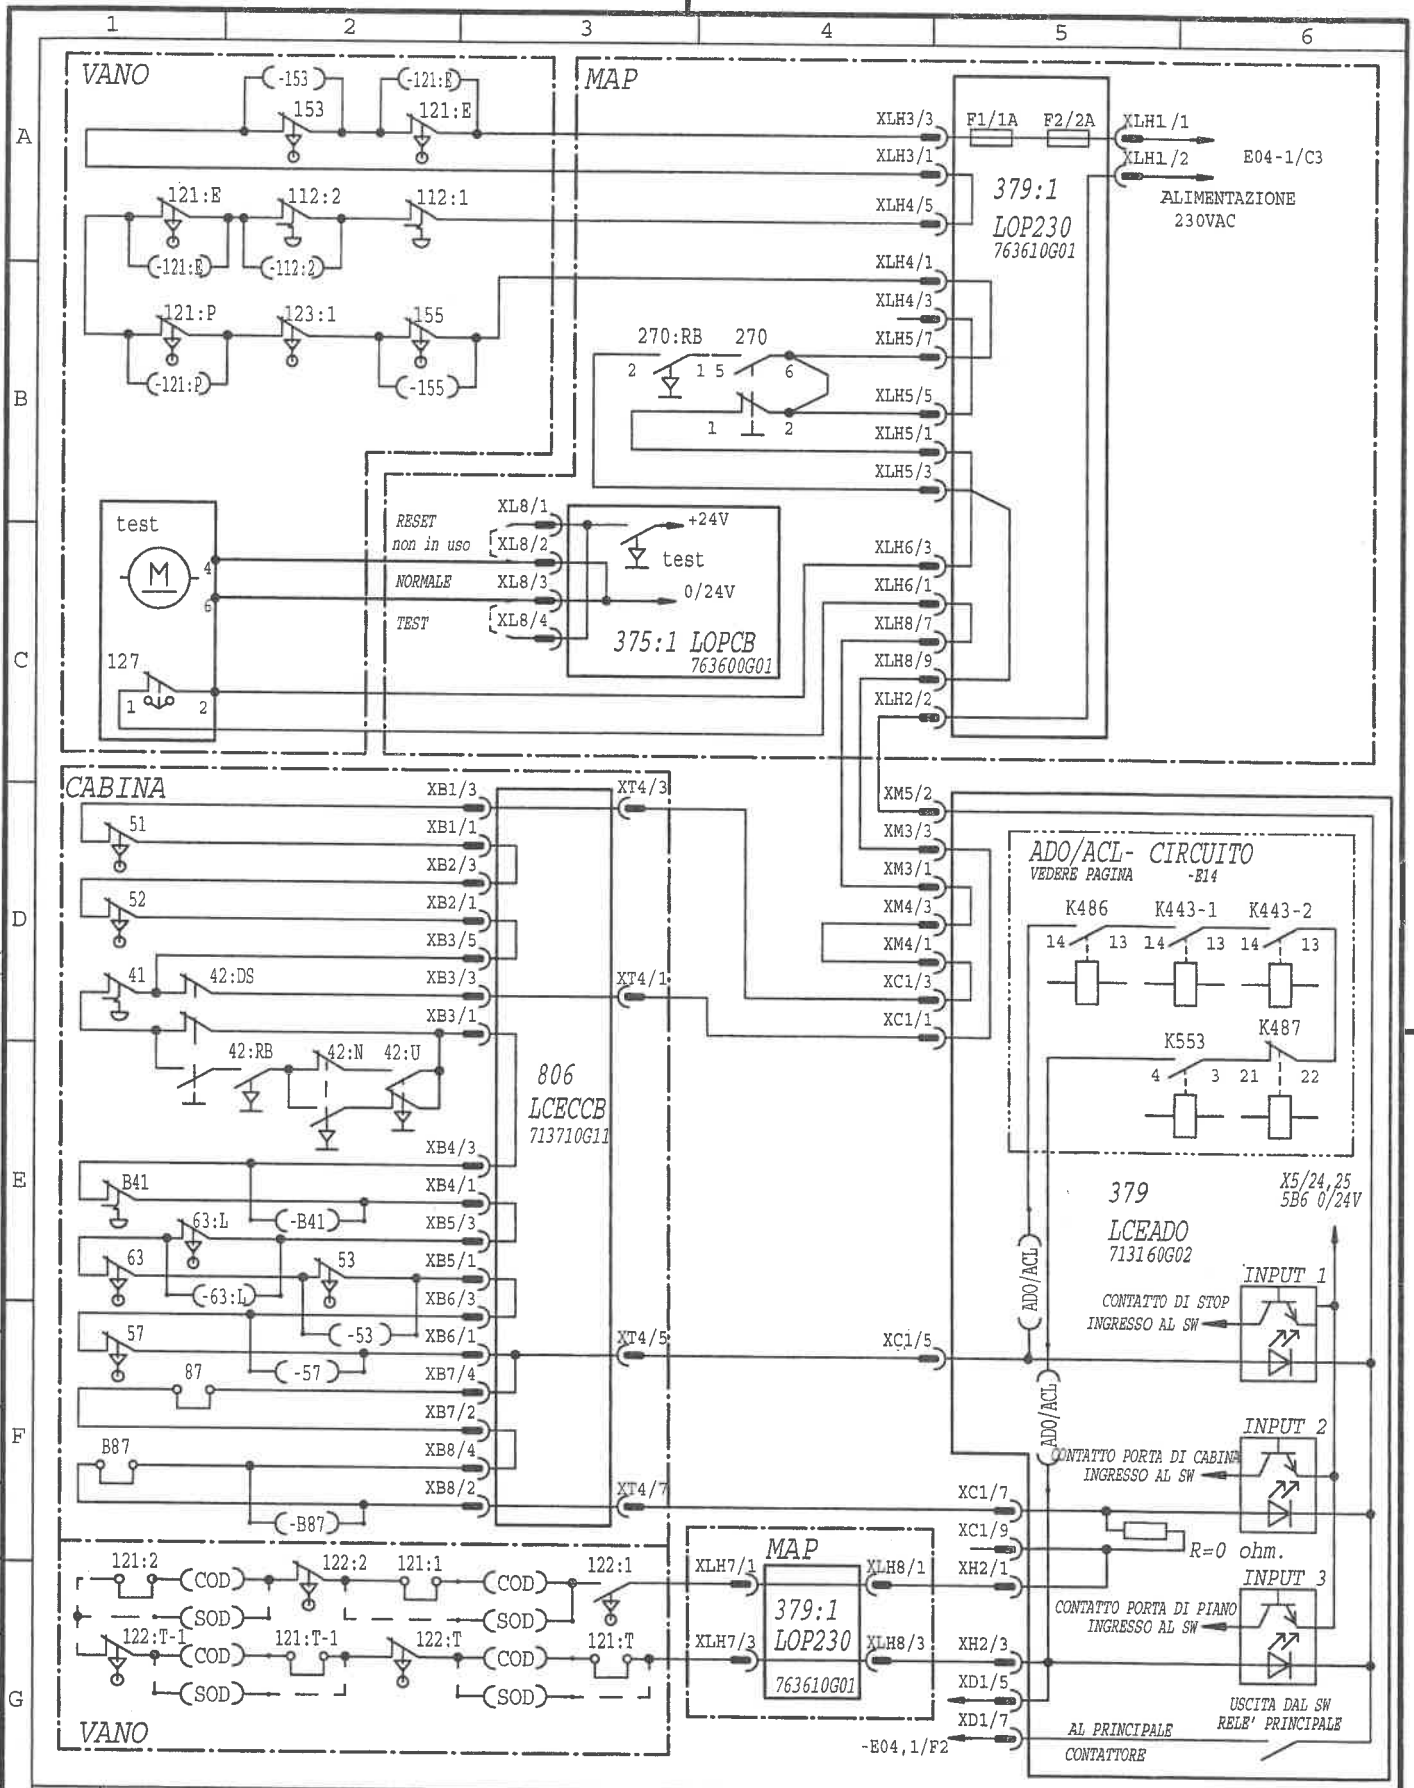 1 2 3 4 5 6
A
B
C
D
E
F
G
VANO
(-153)
(-121:E)
153
121:E
121:E
112:2
112:1
(-121:E)
(-112:2)
121:P
123:1
155
(-121:P)
(-155)
MAP
XLH3/3
XLH3/1
XLH4/5
XLH4/1
XLH4/3
XLH5/7
XLH5/5
XLH5/1
XLH5/3
XLH6/3
XLH6/1
XLH8/7
XLH8/9
XLH2/2
F1/1A
F2/2A
XLH1/1
XLH1/2
E04-1/C3
ALIMENTAZIONE
230VAC
379:1
LOP230
763610G01
270:RB
270
2
1 5
6
1
2
test
M
4
6
127
1
2
RESET
non in uso
NORMALE
TEST
XL8/1
XL8/2
XL8/3
XL8/4
+24V
test
0/24V
375:1 LOPCB
763600G01
CABINA
51
52
41
42:DS
42:RB
42:N
42:U
B41
(-B41)
63:L
63
53
(-63:L)
(-53)
57
(-57)
87
B87
(-B87)
XB1/3
XB1/1
XB2/3
XB2/1
XB3/5
XB3/3
XB3/1
XB4/3
XB4/1
XB5/3
XB5/1
XB6/3
XB6/1
XB7/4
XB7/2
XB8/4
XB8/2
806
LCECCB
713710G11
XT4/3
XT4/1
XT4/5
XT4/7
XM5/2
XM3/3
XM3/1
XM4/3
XM4/1
XC1/3
XC1/1
XC1/5
XC1/7
XC1/9
XH2/1
XH2/3
XD1/5
XD1/7
ADO/ACL- CIRCUITO
VEDERE PAGINA -E14
K486
K443-1
K443-2
14 13 14 13 14 13
K553
K487
4 3 21 22
379
LCEADO
713160G02
X5/24,25
5B6 0/24V
ADO/ACL
ADO/ACL
INPUT 1
CONTATTO DI STOP
INGRESSO AL SW
INPUT 2
CONTATTO PORTA DI CABINA
INGRESSO AL SW
R=0 ohm.
INPUT 3
CONTATTO PORTA DI PIANO
INGRESSO AL SW
USCITA DAL SW
RELE' PRINCIPALE
AL PRINCIPALE
CONTATTORE
-E04,1/F2
121:2
(COD)
122:2
121:1
(COD)
122:1
(SOD)
(SOD)
122:T-1
(COD)
121:T-1
122:T
(COD)
121:T
(SOD)
(SOD)
VANO
MAP
XLH7/1
XLH8/1
379:1
LOP230
XLH7/3
XLH8/3
763610G01